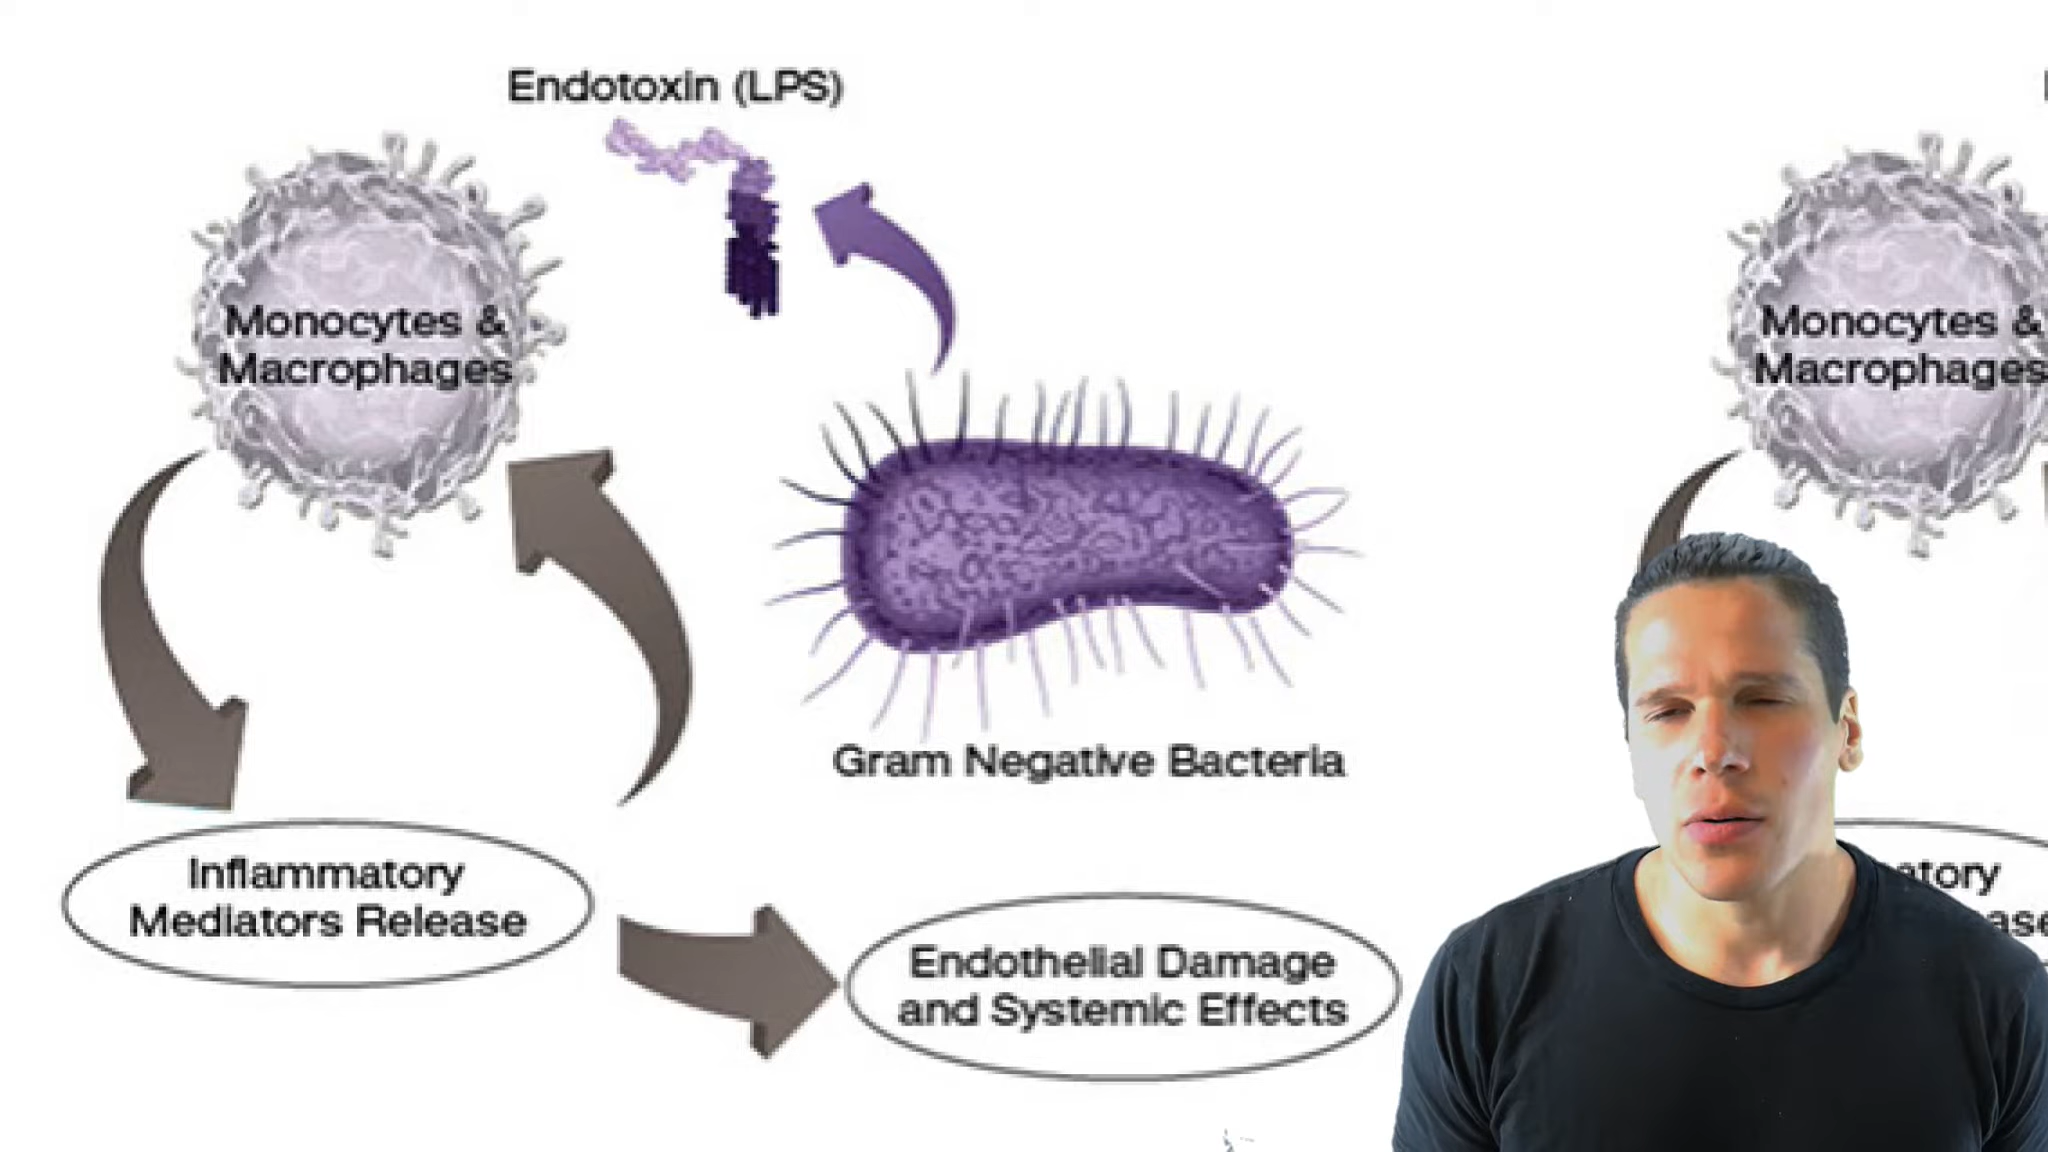 Endotoxin (LPS)
Monocytes &
Macrophages
Gram Negative Bacteria
Inflammatory
Mediators Release
Endothelial Damage
and Systemic Effects
Monocytes &
Macrophages